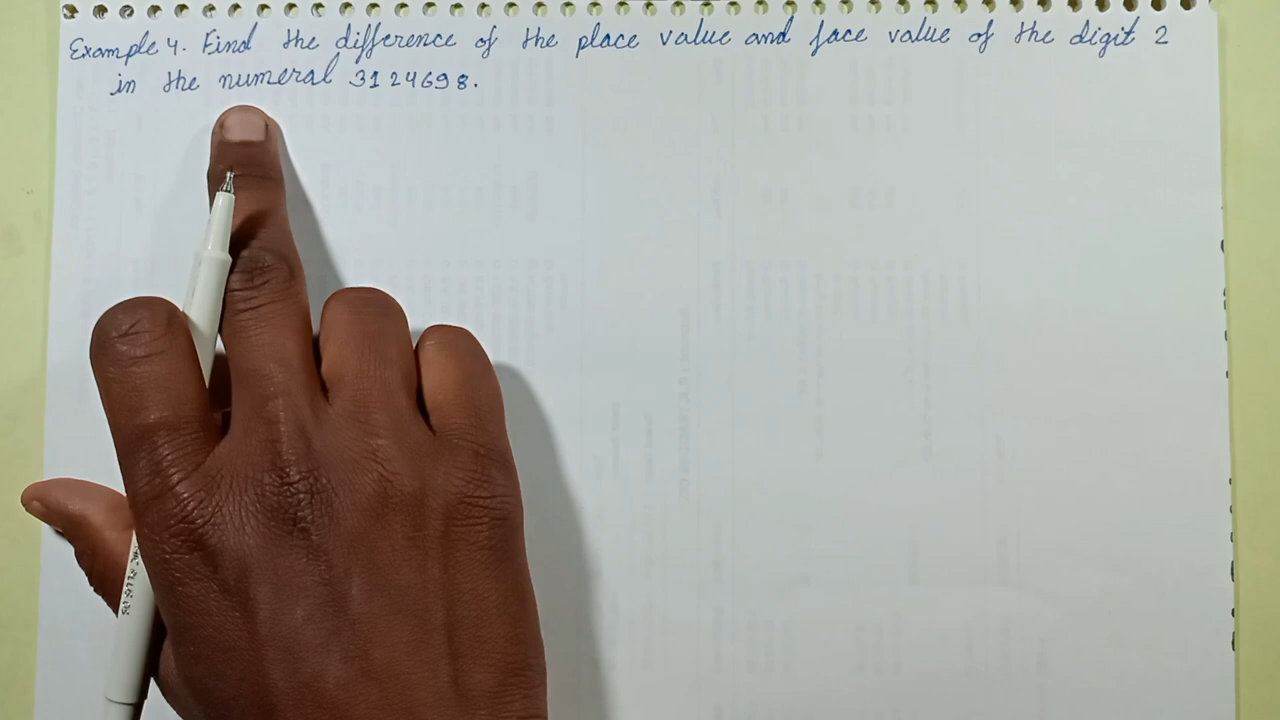 Example 4. Find the difference of the place value and face value of the digit 2
in the numeral 3124698.